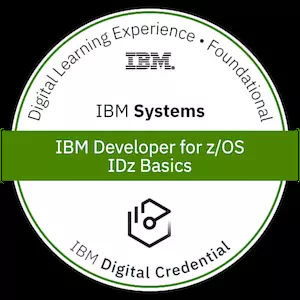 Digital Learning Experience • Foundational
IBM.
IBM Systems
IBM Developer for z/OS
IDz Basics
IBM Digital Credential